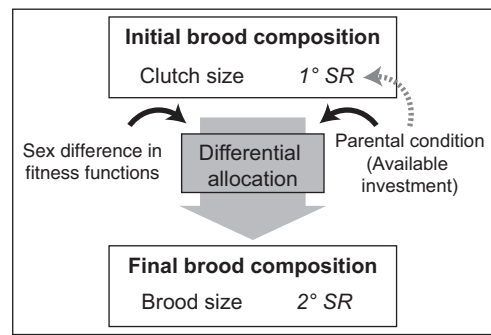 Initial brood composition
Clutch size 1° SR
Sex difference in
fitness functions
Differential
allocation
Parental condition
(Available
investment)
Final brood composition
Brood size 2° SR